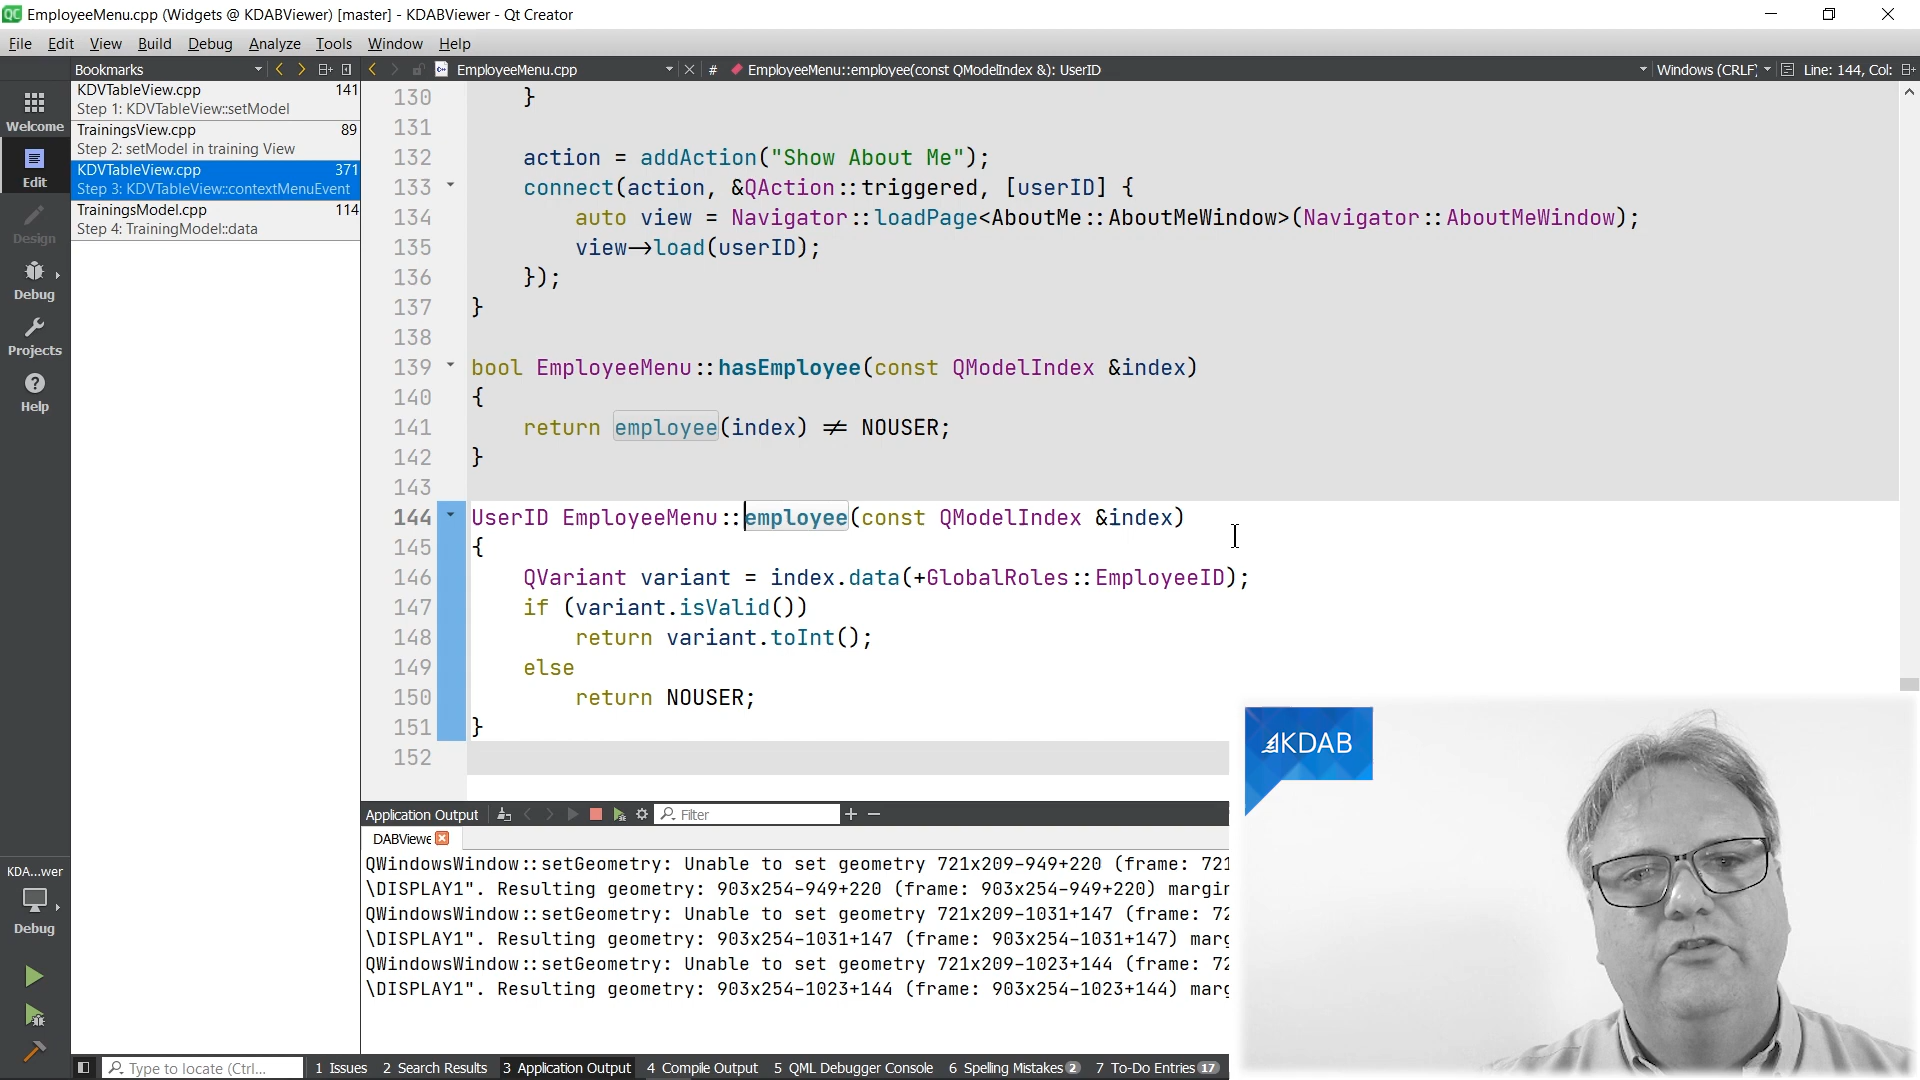 EmployeeMenu.cpp (Widgets @ KDABViewer) [master] - KDABViewer - Qt Creator
File Edit View Build Debug Analyze Tools Window Help
Bookmarks
EmployeeMenu.cpp
# EmployeeMenu::employee(const QModelIndex &): UserID
Windows (CRLF)
Line: 144, Col:
Welcome
Edit
Design
Debug
Projects
Help
KDA...wer
Debug
KDVTableView.cpp 141
Step 1: KDVTableView::setModel
TrainingsView.cpp 89
Step 2: setModel in training View
KDVTableView.cpp 371
Step 3: KDVTableView::contextMenuEvent
TrainingsModel.cpp 114
Step 4: TrainingModel::data
130 }
131
132 action = addAction("Show About Me");
133 connect(action, &QAction::triggered, [userID] {
134 auto view = Navigator::loadPage<AboutMe::AboutMeWindow>(Navigator::AboutMeWindow);
135 view->load(userID);
136 });
137 }
138
139 bool EmployeeMenu::hasEmployee(const QModelIndex &index)
140 {
141 return employee(index) != NOUSER;
142 }
143
144 UserID EmployeeMenu::employee(const QModelIndex &index)
145 {
146 QVariant variant = index.data(+GlobalRoles::EmployeeID);
147 if (variant.isValid())
148 return variant.toInt();
149 else
150 return NOUSER;
151 }
152
KDAB
Application Output
Filter
DABViewe
QWindowsWindow::setGeometry: Unable to set geometry 721x209-949+220 (frame: 721
\DISPLAY1". Resulting geometry: 903x254-949+220 (frame: 903x254-949+220) margin
QWindowsWindow::setGeometry: Unable to set geometry 721x209-1031+147 (frame: 72
\DISPLAY1". Resulting geometry: 903x254-1031+147 (frame: 903x254-1031+147) marg
QWindowsWindow::setGeometry: Unable to set geometry 721x209-1023+144 (frame: 72
\DISPLAY1". Resulting geometry: 903x254-1023+144 (frame: 903x254-1023+144) marg
Type to locate (Ctrl...
1 Issues 2 Search Results 3 Application Output 4 Compile Output 5 QML Debugger Console 6 Spelling Mistakes 2 7 To-Do Entries 17